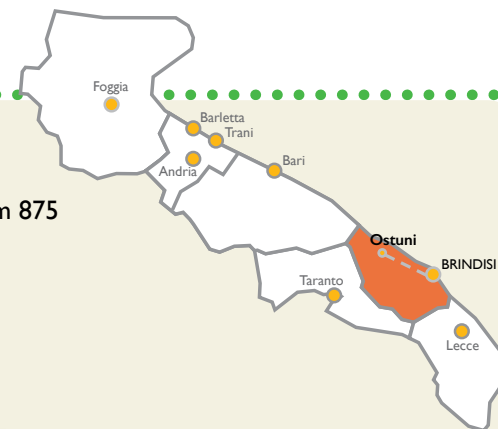 Foggia
Barletta
Trani
Andria
Bari
m 875
Ostuni
BRINDISI
Taranto
Lecce